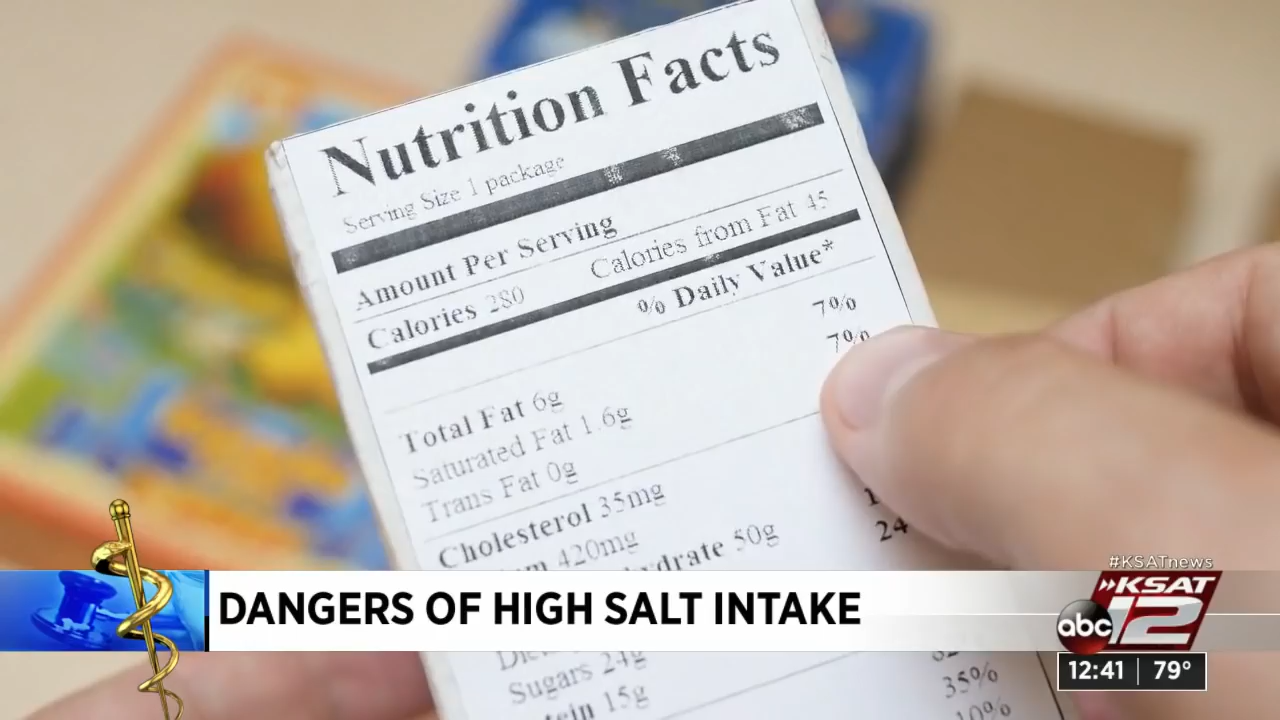 Nutrition Facts
Serving Size 1 package
Amount Per Serving
Calories 280 Calories from Fat 45
% Daily Value*
7%
7%
Total Fat 6g
Saturated Fat 1.6g
Trans Fat 0g
Cholesterol 35mg
420mg
50g
24
#KSATnews
DANGERS OF HIGH SALT INTAKE
KSAT
abc 12
12:41 79°
Sugars 24g
15g
35%
10%